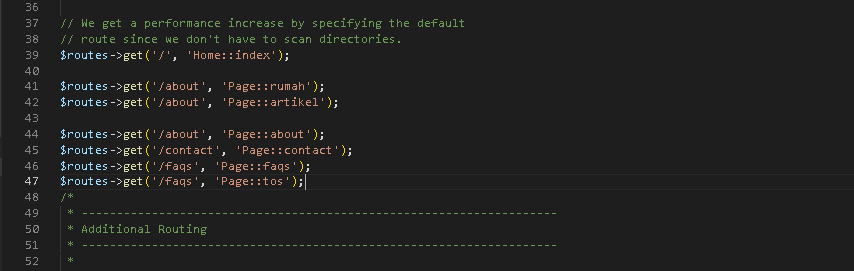 36
37 // We get a performance increase by specifying the default
38 // route since we don't have to scan directories.
39 $routes->get('/', 'Home::index');
40
41 $routes->get('/about', 'Page::rumah');
42 $routes->get('/about', 'Page::artikel');
43
44 $routes->get('/about', 'Page::about');
45 $routes->get('/contact', 'Page::contact');
46 $routes->get('/faqs', 'Page::faqs');
47 $routes->get('/faqs', 'Page::tos');
48 /*
49 * --------------------------------------------------------------------
50 * Additional Routing
51 * --------------------------------------------------------------------
52 *